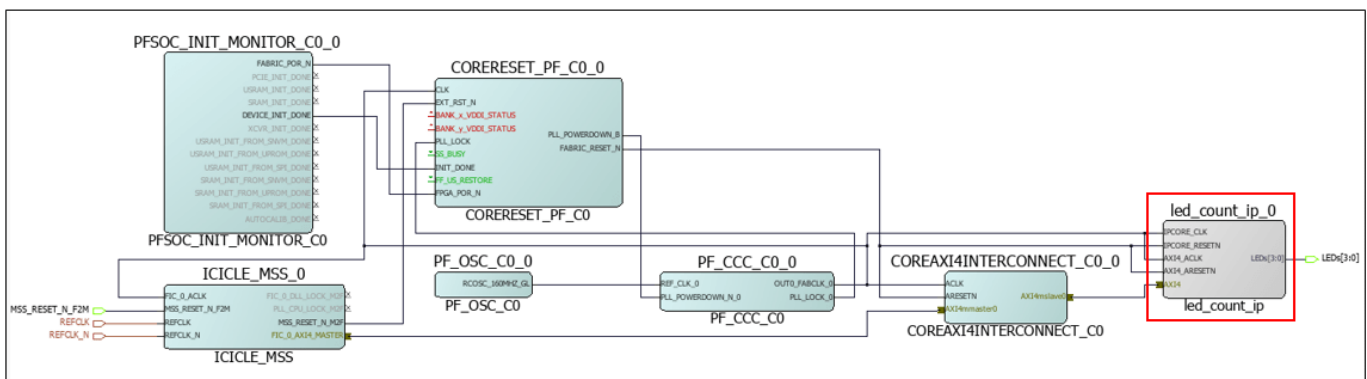 PFSOC_INIT_MONITOR_C0_0
FABRIC_POR_N
PCIE_INIT_DONE
USRAM_INIT_DONE
SRAM_INIT_DONE
DEVICE_INIT_DONE
XCVR_INIT_DONE
USRAM_INIT_FROM_SNVM_DONE
USRAM_INIT_FROM_UPROM_DONE
USRAM_INIT_FROM_SPI_DONE
SRAM_INIT_FROM_SNVM_DONE
SRAM_INIT_FROM_UPROM_DONE
SRAM_INIT_FROM_SPI_DONE
AUTOCALIB_DONE
PFSOC_INIT_MONITOR_C0
CORERESET_PF_C0_0
CLK
EXT_RST_N
BANK_x_VDDI_STATUS
BANK_y_VDDI_STATUS
PLL_LOCK
SS_BUSY
INIT_DONE
FF_US_RESTORE
FPGA_POR_N
PLL_POWERDOWN_B
FABRIC_RESET_N
CORERESET_PF_C0
led_count_ip_0
IPCORE_CLK
IPCORE_RESETN
AXI4_ACLK
AXI4_ARESETN
AXI4
LEDs[3:0]
LEDs[3:0]
led_count_ip
ICICLE_MSS_0
MSS_RESET_N_F2M
REFCLK
REFCLK_N
FIC_0_ACLK
MSS_RESET_N_F2M
REFCLK
REFCLK_N
FIC_0_DLL_LOCK_M2F
PLL_CPU_LOCK_M2F
MSS_RESET_N_M2F
FIC_0_AXI4_MASTER
ICICLE_MSS
PF_OSC_C0_0
RCOSC_160MHZ_GL
PF_OSC_C0
PF_CCC_C0_0
REF_CLK_0
PLL_POWERDOWN_N_0
OUT0_FABCLK_0
PLL_LOCK_0
PF_CCC_C0
COREAXI4INTERCONNECT_C0_0
ACLK
ARESETN
AXI4mmaster0
AXI4mslave0
COREAXI4INTERCONNECT_C0